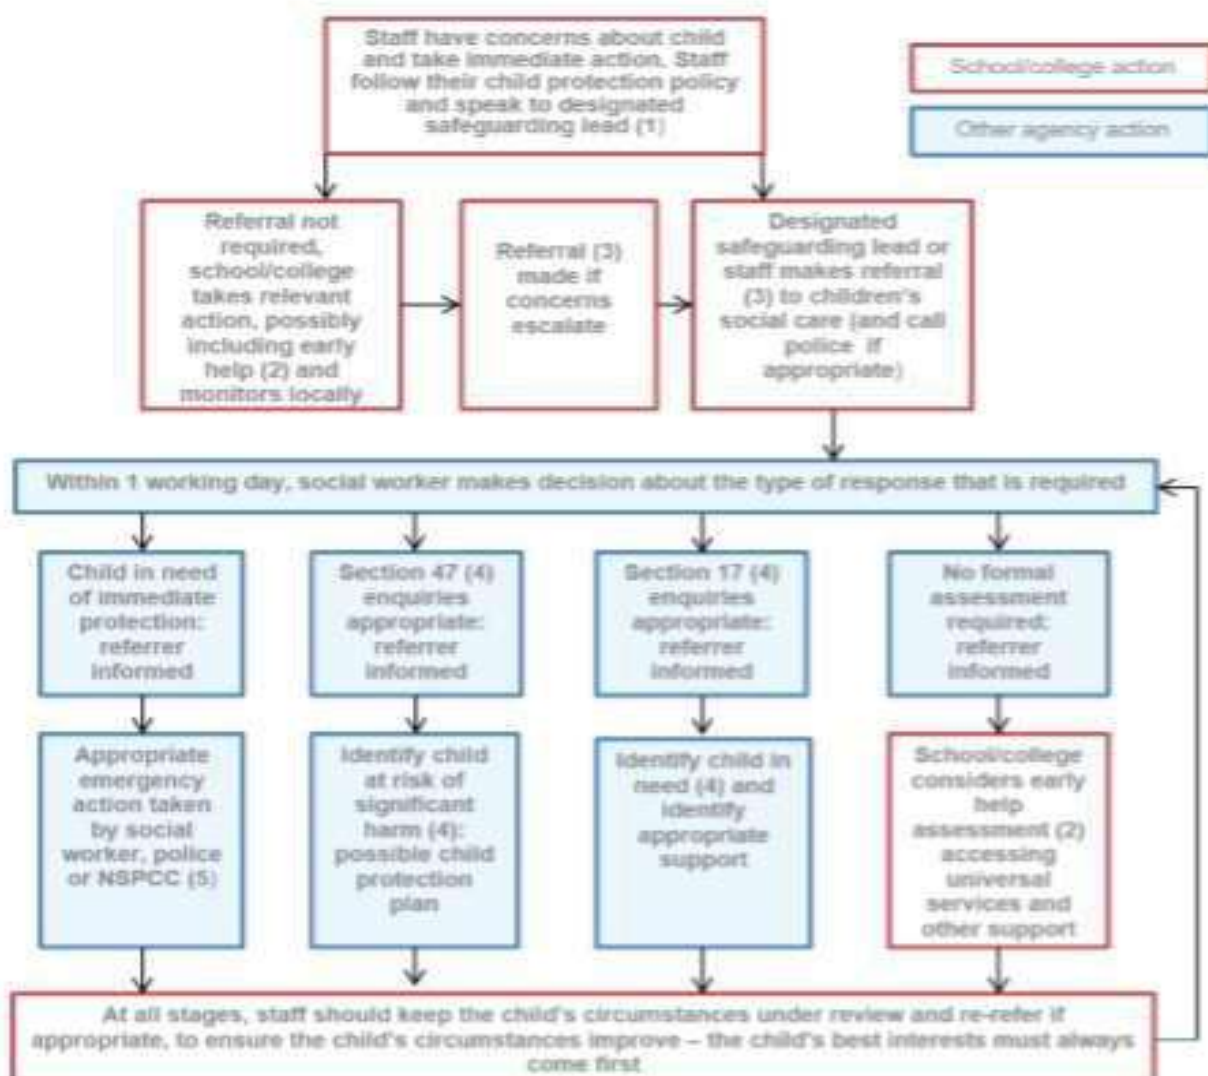 Staff have concerns about child
and take immediate action. Staff
follow their child protection policy
and speak to designated
safeguarding lead (1)
School/college action
Other agency action
Referral not
required,
school/college
takes relevant
action, possibly
including early
help (2) and
monitors locally
Referral (3)
made if
concerns
escalate
Designated
safeguarding lead or
staff makes referral
(3) to children's
social care (and call
police if
appropriate)
Within 1 working day, social worker makes decision about the type of response that is required
Child in need
of immediate
protection:
referrer
informed
Section 47 (4)
enquiries
appropriate:
referrer
informed
Section 17 (4)
enquiries
appropriate:
referrer
informed
No formal
assessment
required:
referrer
informed
Appropriate
emergency
action taken
by social
worker, police
or NSPCC (5)
Identify child
at risk of
significant
harm (4):
possible child
protection
plan
Identify child in
need (4) and
identify
appropriate
support
School/college
considers early
help
assessment (2)
accessing
universal
services and
other support
At all stages, staff should keep the child's circumstances under review and re-refer if
appropriate, to ensure the child's circumstances improve – the child's best interests must always
come first